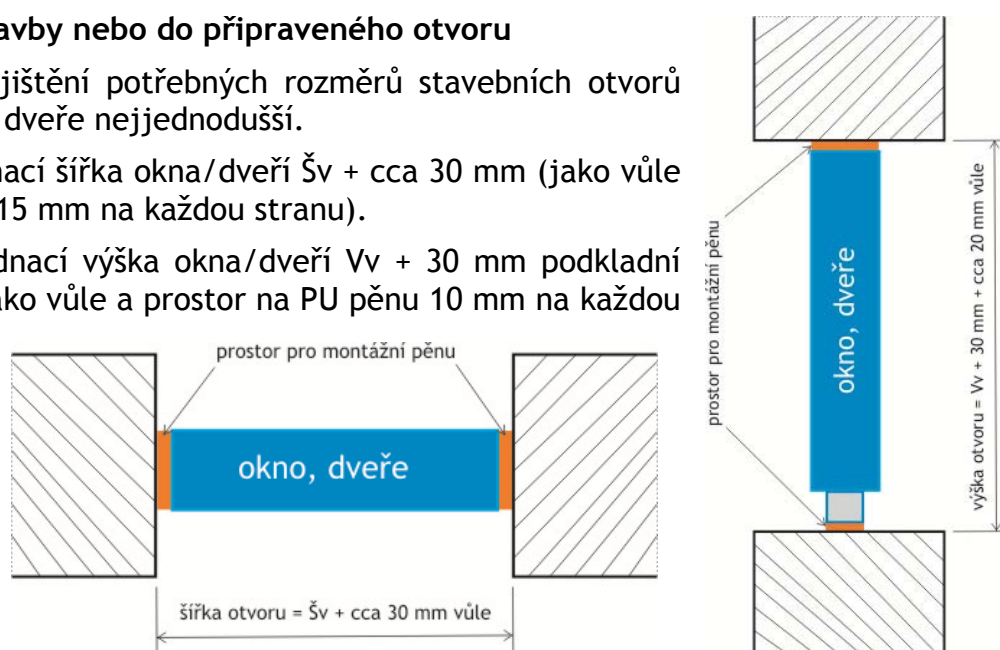 avby nebo do připraveného otvoru
jištění potřebných rozměrů stavebních otvorů
dveře nejjednodušší.
nací šířka okna/dveří Šv + cca 30 mm (jako vůle
15 mm na každou stranu).
dnací výška okna/dveří Vv + 30 mm podkladní
ako vůle a prostor na PU pěnu 10 mm na každou
prostor pro montážní pěnu
okno, dveře
šířka otvoru = Šv + cca 30 mm vůle
prostor pro montážní pěnu
okno, dveře
výška otvoru = Vv + 30 mm + cca 20 mm vůle